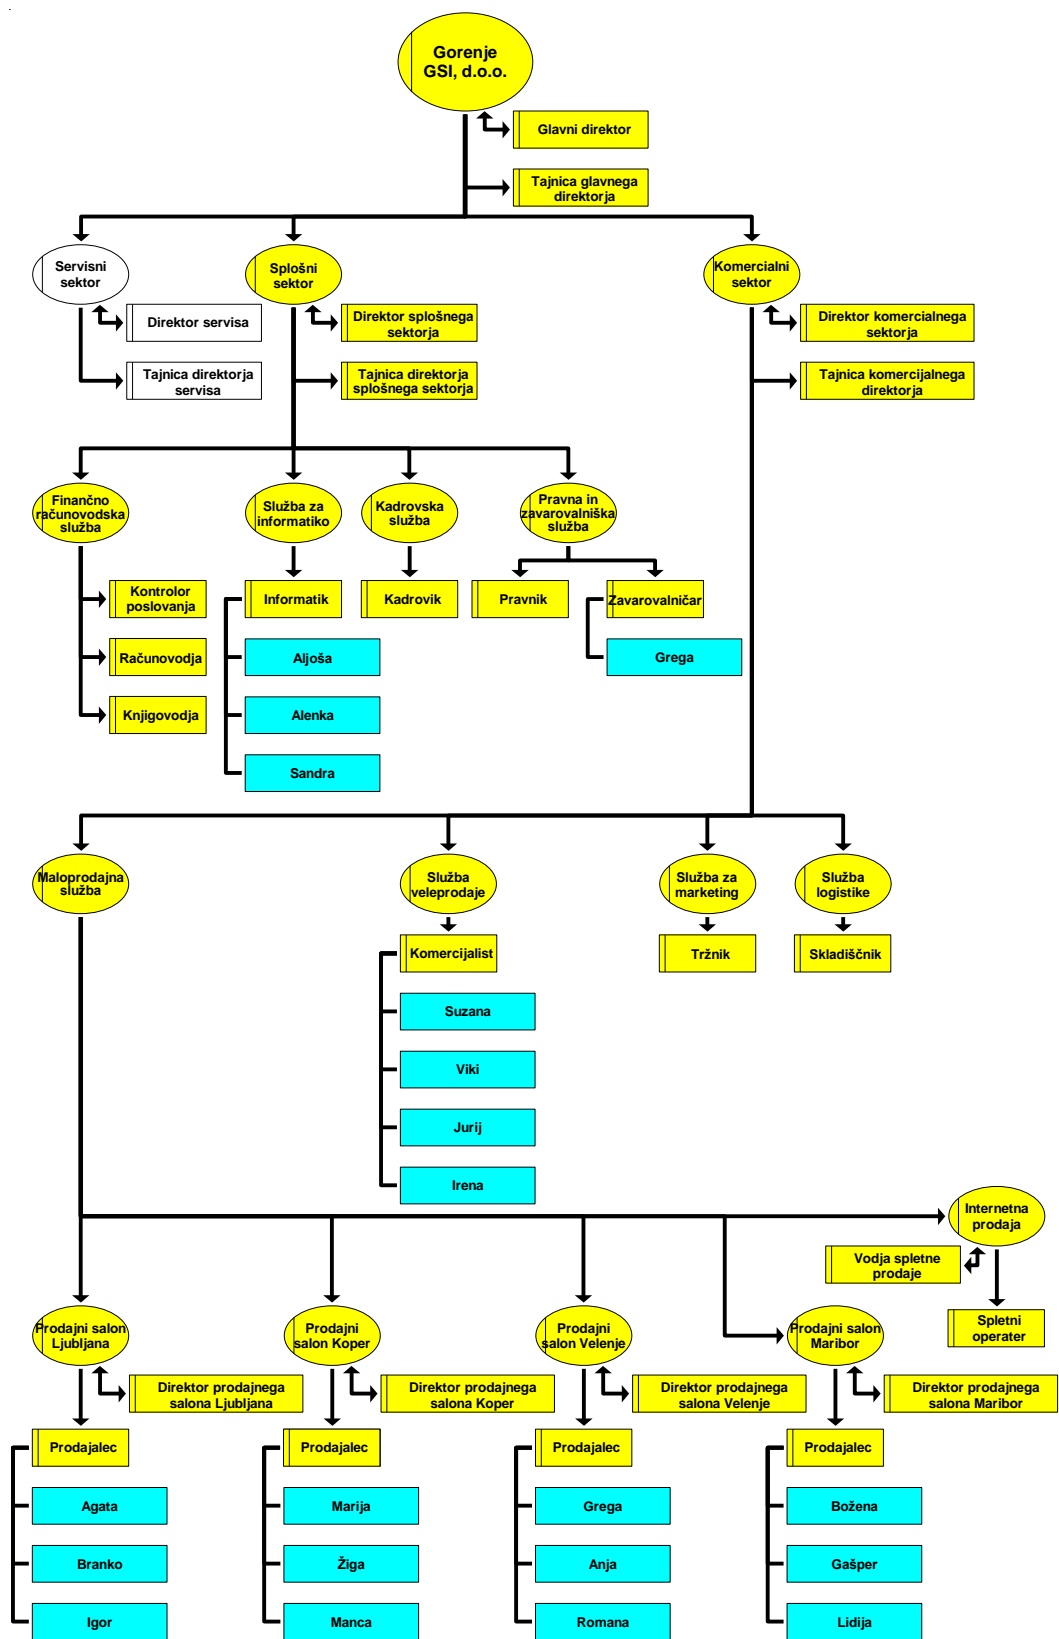 Gorenje
GSI, d.o.o.
Glavni direktor
Tajnica glavnega
direktorja
Servisni
sektor
Splošni
sektor
Komercialni
sektor
Direktor servisa
Direktor splošnega
sektorja
Direktor komercialnega
sektorja
Tajnica direktorja
servisa
Tajnica direktorja
splošnega sektorja
Tajnica komercijalnega
direktorja
Finančno
računovodska
služba
Služba za
informatiko
Kadrovska
služba
Pravna in
zavarovalniška
služba
Kontrolor
poslovanja
Informatik
Kadrovik
Pravnik
Zavarovalničar
Računovodja
Aljoša
Grega
Knjigovodja
Alenka
Sandra
Maloprodajna
služba
Služba
veleprodaje
Služba za
marketing
Služba
logistike
Komercijalist
Tržnik
Skladiščnik
Suzana
Viki
Jurij
Irena
Internetna
prodaja
Vodja spletne
prodaje
Spletni
operater
Prodajni salon
Ljubljana
Prodajni
salon Koper
Prodajni
salon Velenje
Prodajni salon
Maribor
Direktor prodajnega
salona Ljubljana
Direktor prodajnega
salona Koper
Direktor prodajnega
salona Velenje
Direktor prodajnega
salona Maribor
Prodajalec
Prodajalec
Prodajalec
Prodajalec
Agata
Marija
Grega
Božena
Branko
Žiga
Anja
Gašper
Igor
Manca
Romana
Lidija